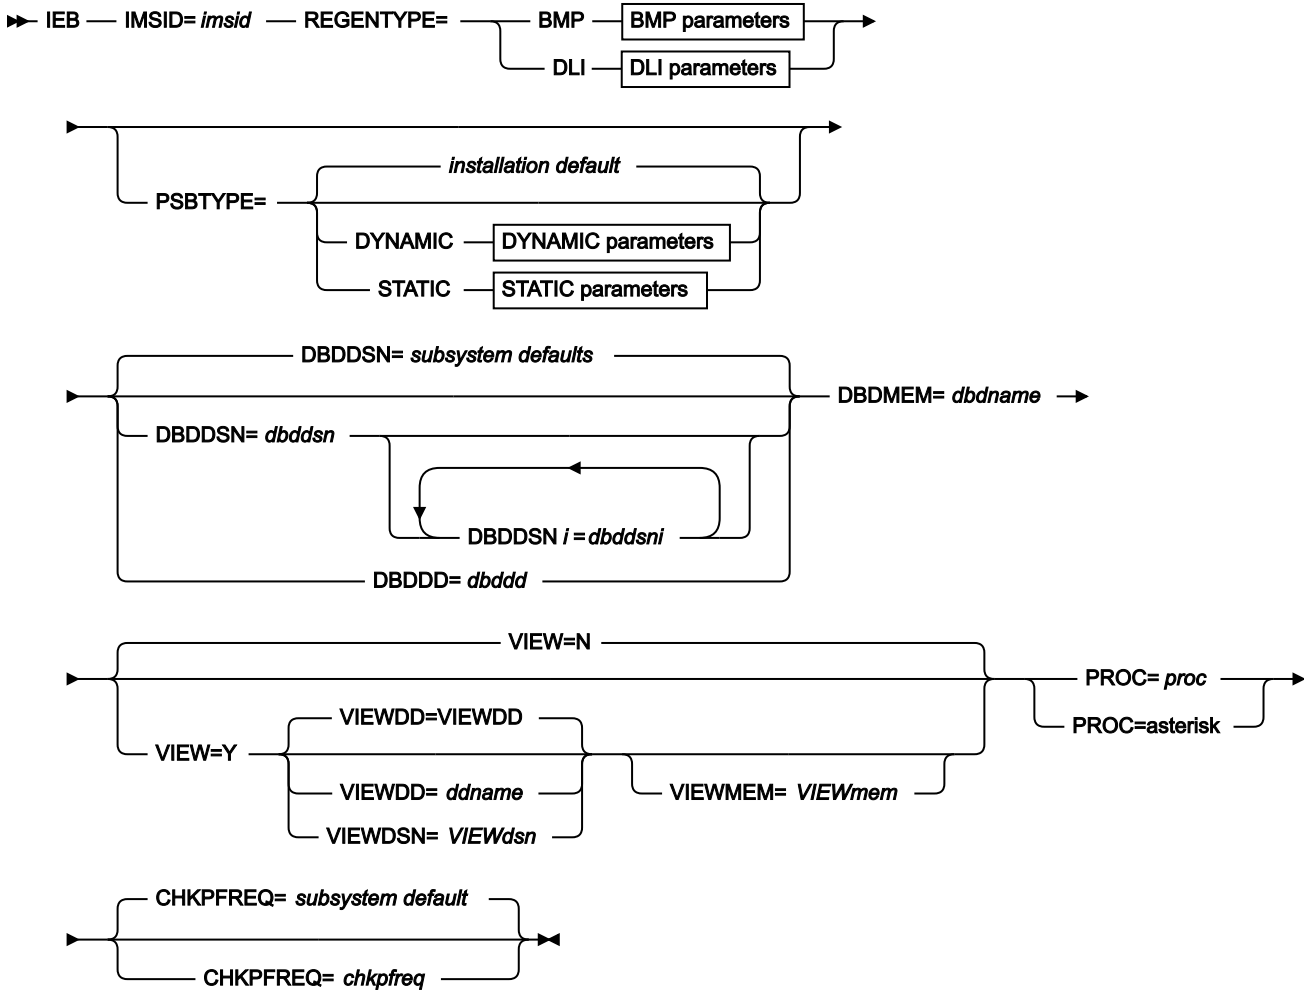 IEB IMSID= imsid REGENTYPE= BMP BMP parameters
DLI DLI parameters
installation default
PSBTYPE=
DYNAMIC DYNAMIC parameters
STATIC STATIC parameters
DBDDSN= subsystem defaults
DBDMEM= dbdname
DBDDSN= dbddsn
DBDDSN i =dbddsni
DBDDD= dbddd
VIEW=N
PROC= proc
VIEWDD=VIEWDD
PROC=asterisk
VIEW=Y
VIEWDD= ddname
VIEWMEM= VIEWmem
VIEWDSN= VIEWdsn
CHKPFREQ= subsystem default
CHKPFREQ= chkpfreq